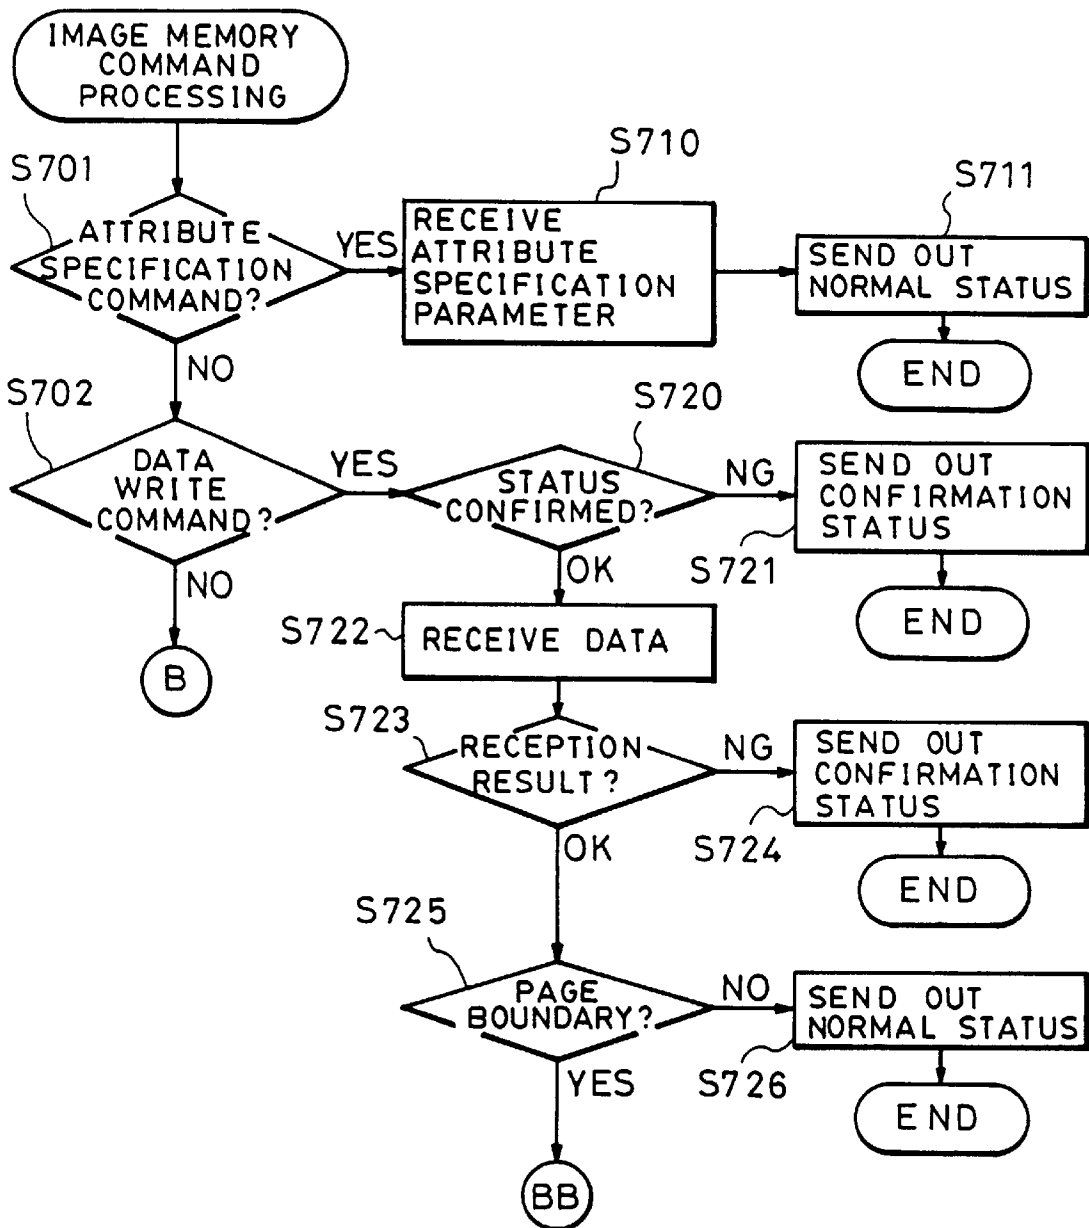 IMAGE MEMORY
COMMAND
PROCESSING
S701
ATTRIBUTE
SPECIFICATION
COMMAND?
YES
NO
S710
RECEIVE
ATTRIBUTE
SPECIFICATION
PARAMETER
S711
SEND OUT
NORMAL STATUS
END
S702
DATA
WRITE
COMMAND?
YES
NO
B
S720
STATUS
CONFIRMED?
NG
OK
SEND OUT
CONFIRMATION
STATUS
S721
END
S722
RECEIVE DATA
S723
RECEPTION
RESULT?
NG
OK
SEND OUT
CONFIRMATION
STATUS
S724
END
S725
PAGE
BOUNDARY?
NO
YES
SEND OUT
NORMAL STATUS
S726
END
BB